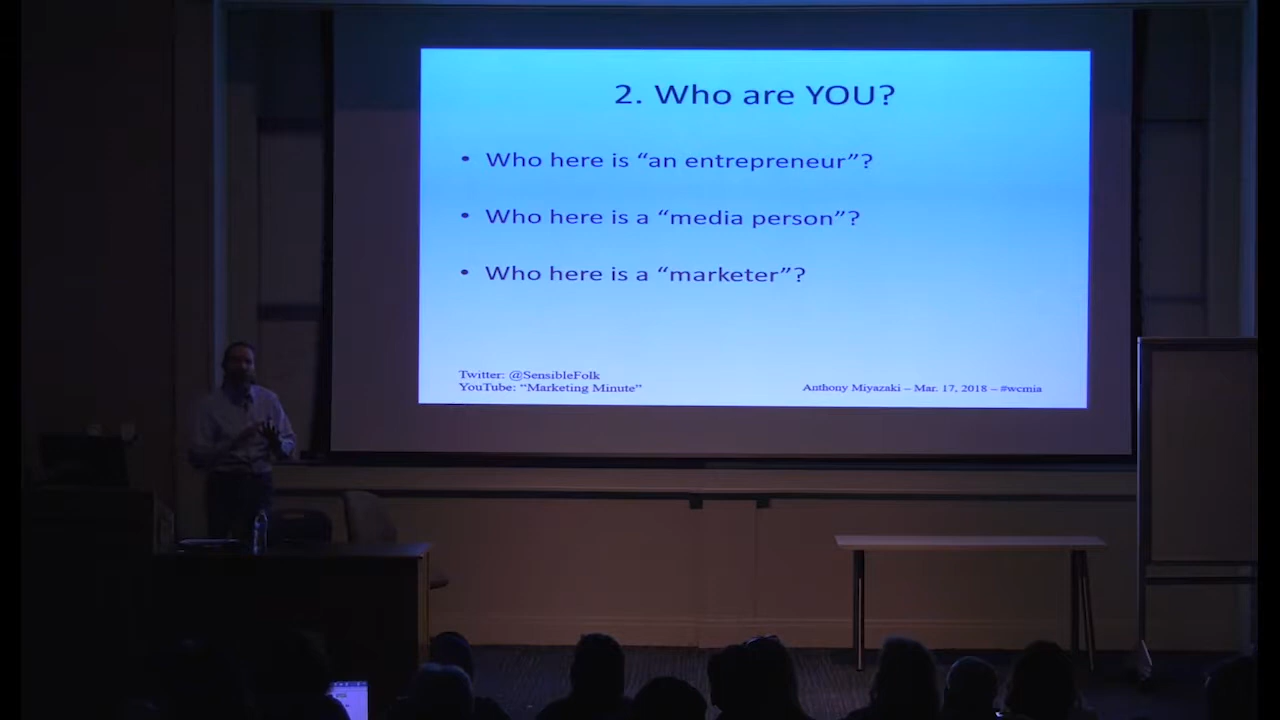 2. Who are YOU?
• Who here is “an entrepreneur”?
• Who here is a “media person”?
• Who here is a “marketer”?
Twitter: @SensibleFolk
YouTube: “Marketing Minute”
Anthony Miyazaki – Mar. 17, 2018 – #wcmia